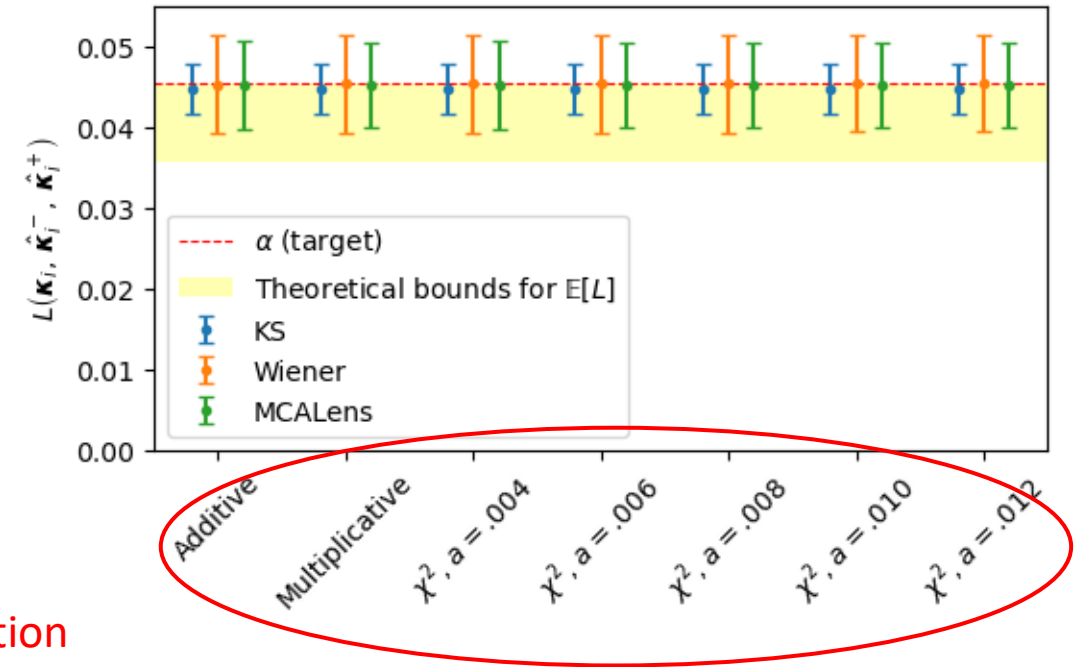 0.05
0.04
0.03
0.02
0.01
0.00
L(κᵢ, κ̂ᵢ⁻, κ̂ᵢ⁺)
α (target)
Theoretical bounds for 𝔼[L]
KS
Wiener
MCALens
Additive
Multiplicative
χ², a = .004
χ², a = .006
χ², a = .008
χ², a = .010
χ², a = .012
tion